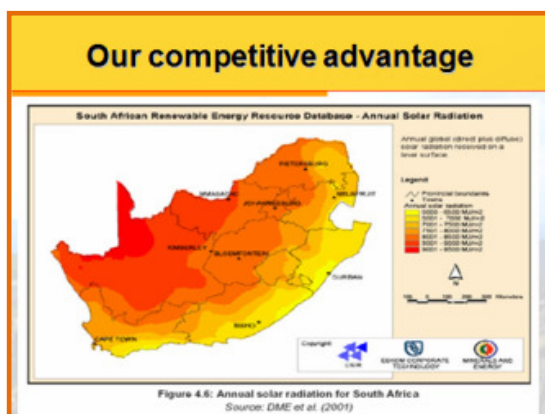 Our competitive advantage
South African Renewable Energy Resource Database - Annual Solar Radiation
Annual global (direct plus diffuse)
solar radiation received on a
level surface.
Legend
Provincial boundaries
Towns
Annual solar radiation
PIETERSBURG
MMABATHO
JOHANNESBURG
NELSPRUIT
KIMBERLEY
BLOEMFONTEIN
DURBAN
CAPE TOWN
N
Copyright:
CSIR
ESKOM CORPORATE
TECHNOLOGY
MINERALS AND
ENERGY
Figure 4.6: Annual solar radiation for South Africa
Source: DME et al. (2001)